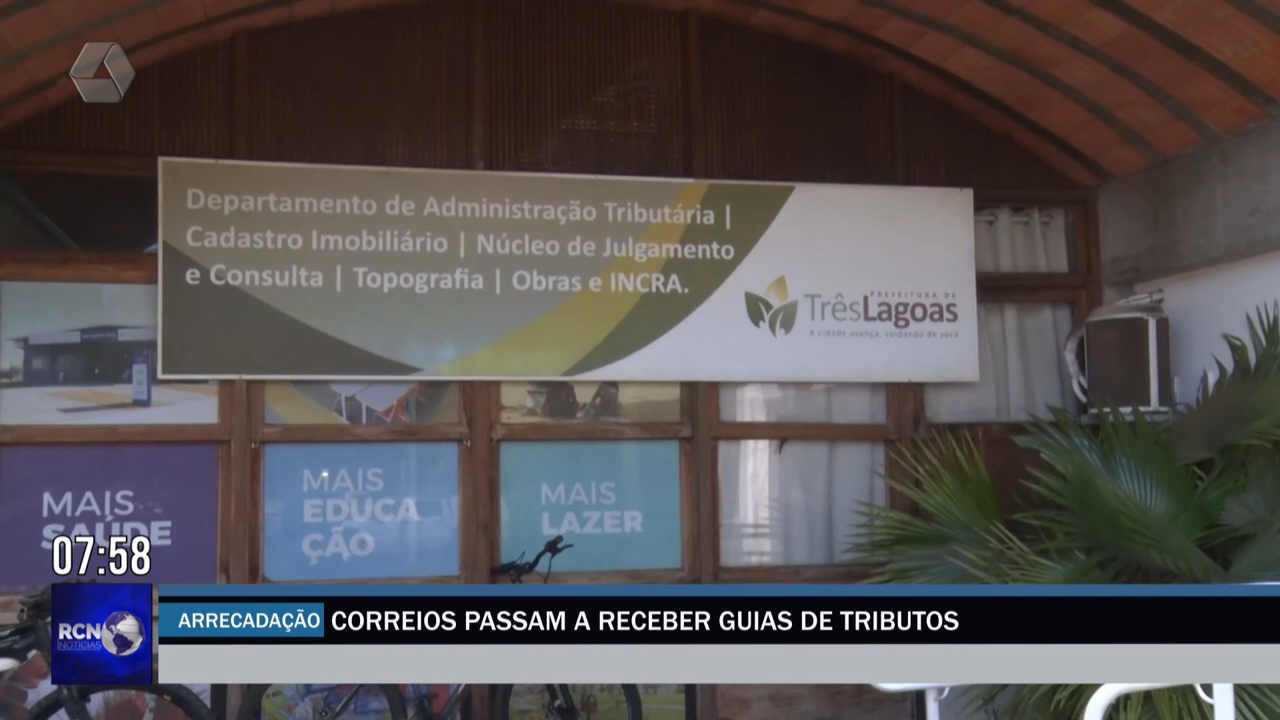 Departamento de Administração Tributária |
Cadastro Imobiliário | Núcleo de Julgamento
e Consulta | Topografia | Obras e INCRA.
PREFEITURA DE
TrêsLagoas
A cidade avança, cuidando de você
MAIS
SAÚDE
MAIS
EDUCA
ÇÃO
MAIS
LAZER
07:58
RCN
NOTÍCIAS
ARRECADAÇÃO CORREIOS PASSAM A RECEBER GUIAS DE TRIBUTOS